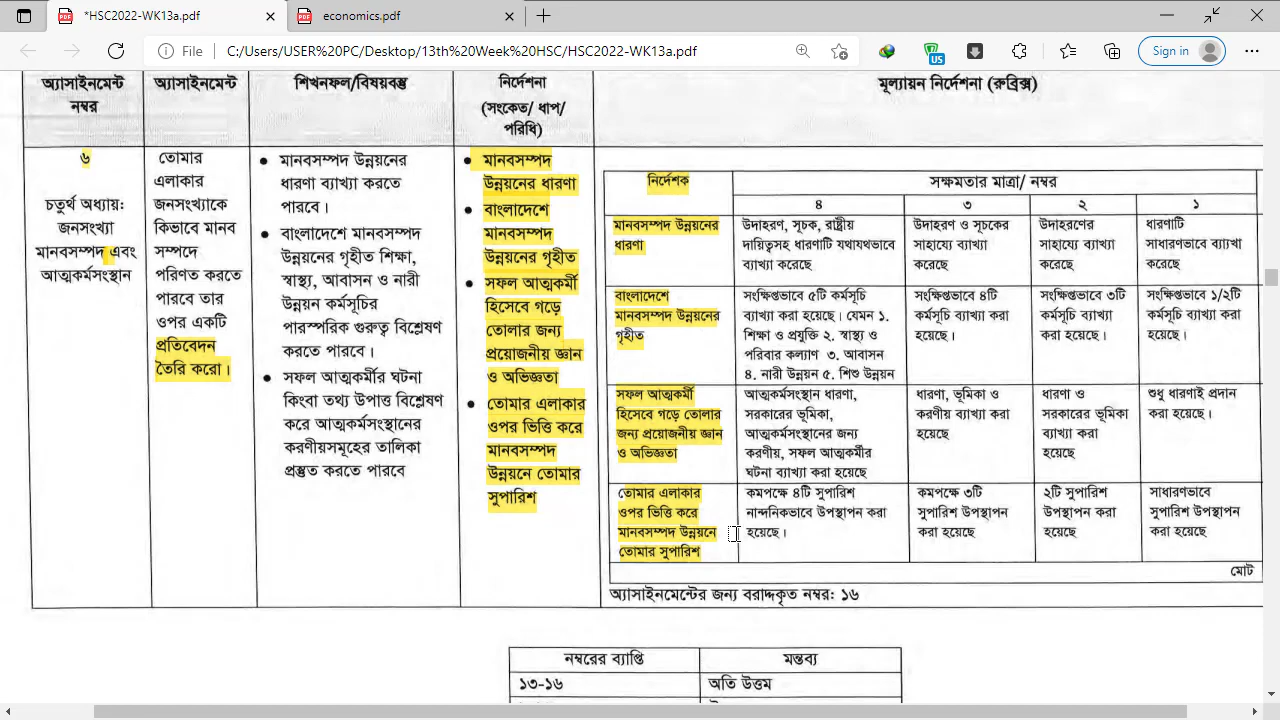 *HSC2022-WK13a.pdf
economics.pdf
File
C:/Users/USER%20PC/Desktop/13th%20Week%20HSC/HSC2022-WK13a.pdf
US
Sign in
অ্যাসাইনমেন্ট
নম্বর
অ্যাসাইনমেন্ট
শিখনফল/বিষয়বস্তু
নির্দেশনা
(সংকেত/ ধাপ/
পরিধি)
মূল্যায়ন নির্দেশনা (রুব্রিক্স)
৬
চতুর্থ অধ্যায়:
জনসংখ্যা
মানবসম্পদ এবং
আত্মকর্মসংস্থান
তোমার
এলাকার
জনসংখ্যাকে
কিভাবে মানব
সম্পদে
পরিণত করতে
পারবে তার
ওপর একটি
প্রতিবেদন
তৈরি করো।
● মানবসম্পদ উন্নয়নের
ধারণা ব্যাখ্যা করতে
পারবে।
● বাংলাদেশে মানবসম্পদ
উন্নয়নের গৃহীত শিক্ষা,
স্বাস্থ্য, আবাসন ও নারী
উন্নয়ন কর্মসূচির
পারস্পরিক গুরুত্ব বিশ্লেষণ
করতে পারবে।
● সফল আত্মকর্মীর ঘটনা
কিংবা তথ্য উপাত্ত বিশ্লেষণ
করে আত্মকর্মসংস্থানের
করণীয়সমূহের তালিকা
প্রস্তুত করতে পারবে
● মানবসম্পদ
উন্নয়নের ধারণা
● বাংলাদেশে
মানবসম্পদ
উন্নয়নের গৃহীত
● সফল আত্মকর্মী
হিসেবে গড়ে
তোলার জন্য
প্রয়োজনীয় জ্ঞান
ও অভিজ্ঞতা
● তোমার এলাকার
ওপর ভিত্তি করে
মানবসম্পদ
উন্নয়নে তোমার
সুপারিশ
নির্দেশক
সক্ষমতার মাত্রা/ নম্বর
৪
৩
২
১
মানবসম্পদ উন্নয়নের
ধারণা
উদাহরণ, সূচক, রাষ্ট্রীয়
দায়িত্বসহ ধারণাটি যথাযথভাবে
ব্যাখ্যা করেছে
উদাহরণ ও সূচকের
সাহায্যে ব্যাখ্যা
করেছে
উদাহরণের
সাহায্যে ব্যাখ্যা
করেছে
ধারণাটি
সাধারণভাবে ব্যাখ্যা
করেছে
বাংলাদেশে
মানবসম্পদ উন্নয়নের
গৃহীত
সংক্ষিপ্তভাবে ৫টি কর্মসূচি
ব্যাখ্যা করা হয়েছে। যেমন ১.
শিক্ষা ও প্রযুক্তি ২. স্বাস্থ্য ও
পরিবার কল্যাণ ৩. আবাসন
৪. নারী উন্নয়ন ৫. শিশু উন্নয়ন
সংক্ষিপ্তভাবে ৪টি
কর্মসূচি ব্যাখ্যা করা
হয়েছে।
সংক্ষিপ্তভাবে ৩টি
কর্মসূচি ব্যাখ্যা
করা হয়েছে।
সংক্ষিপ্তভাবে ১/২টি
কর্মসূচি ব্যাখ্যা করা
হয়েছে।
সফল আত্মকর্মী
হিসেবে গড়ে তোলার
জন্য প্রয়োজনীয় জ্ঞান
ও অভিজ্ঞতা
আত্মকর্মসংস্থান ধারণা,
সরকারের ভূমিকা,
আত্মকর্মসংস্থানের জন্য
করণীয়, সফল আত্মকর্মীর
ঘটনা ব্যাখ্যা করা হয়েছে
ধারণা, ভূমিকা ও
করণীয় ব্যাখ্যা করা
হয়েছে
ধারণা ও
সরকারের ভূমিকা
ব্যাখ্যা করা
হয়েছে
শুধু ধারণাই প্রদান
করা হয়েছে।
তোমার এলাকার
ওপর ভিত্তি করে
মানবসম্পদ উন্নয়নে
তোমার সুপারিশ
কমপক্ষে ৪টি সুপারিশ
নান্দনিকভাবে উপস্থাপন করা
হয়েছে।
কমপক্ষে ৩টি
সুপারিশ উপস্থাপন
করা হয়েছে
২টি সুপারিশ
উপস্থাপন করা
হয়েছে
সাধারণভাবে
সুপারিশ উপস্থাপন
করা হয়েছে
মোট
অ্যাসাইনমেন্টের জন্য বরাদ্দকৃত নম্বর: ১৬
নম্বরের ব্যাপ্তি
মন্তব্য
১৩-১৬
অতি উত্তম